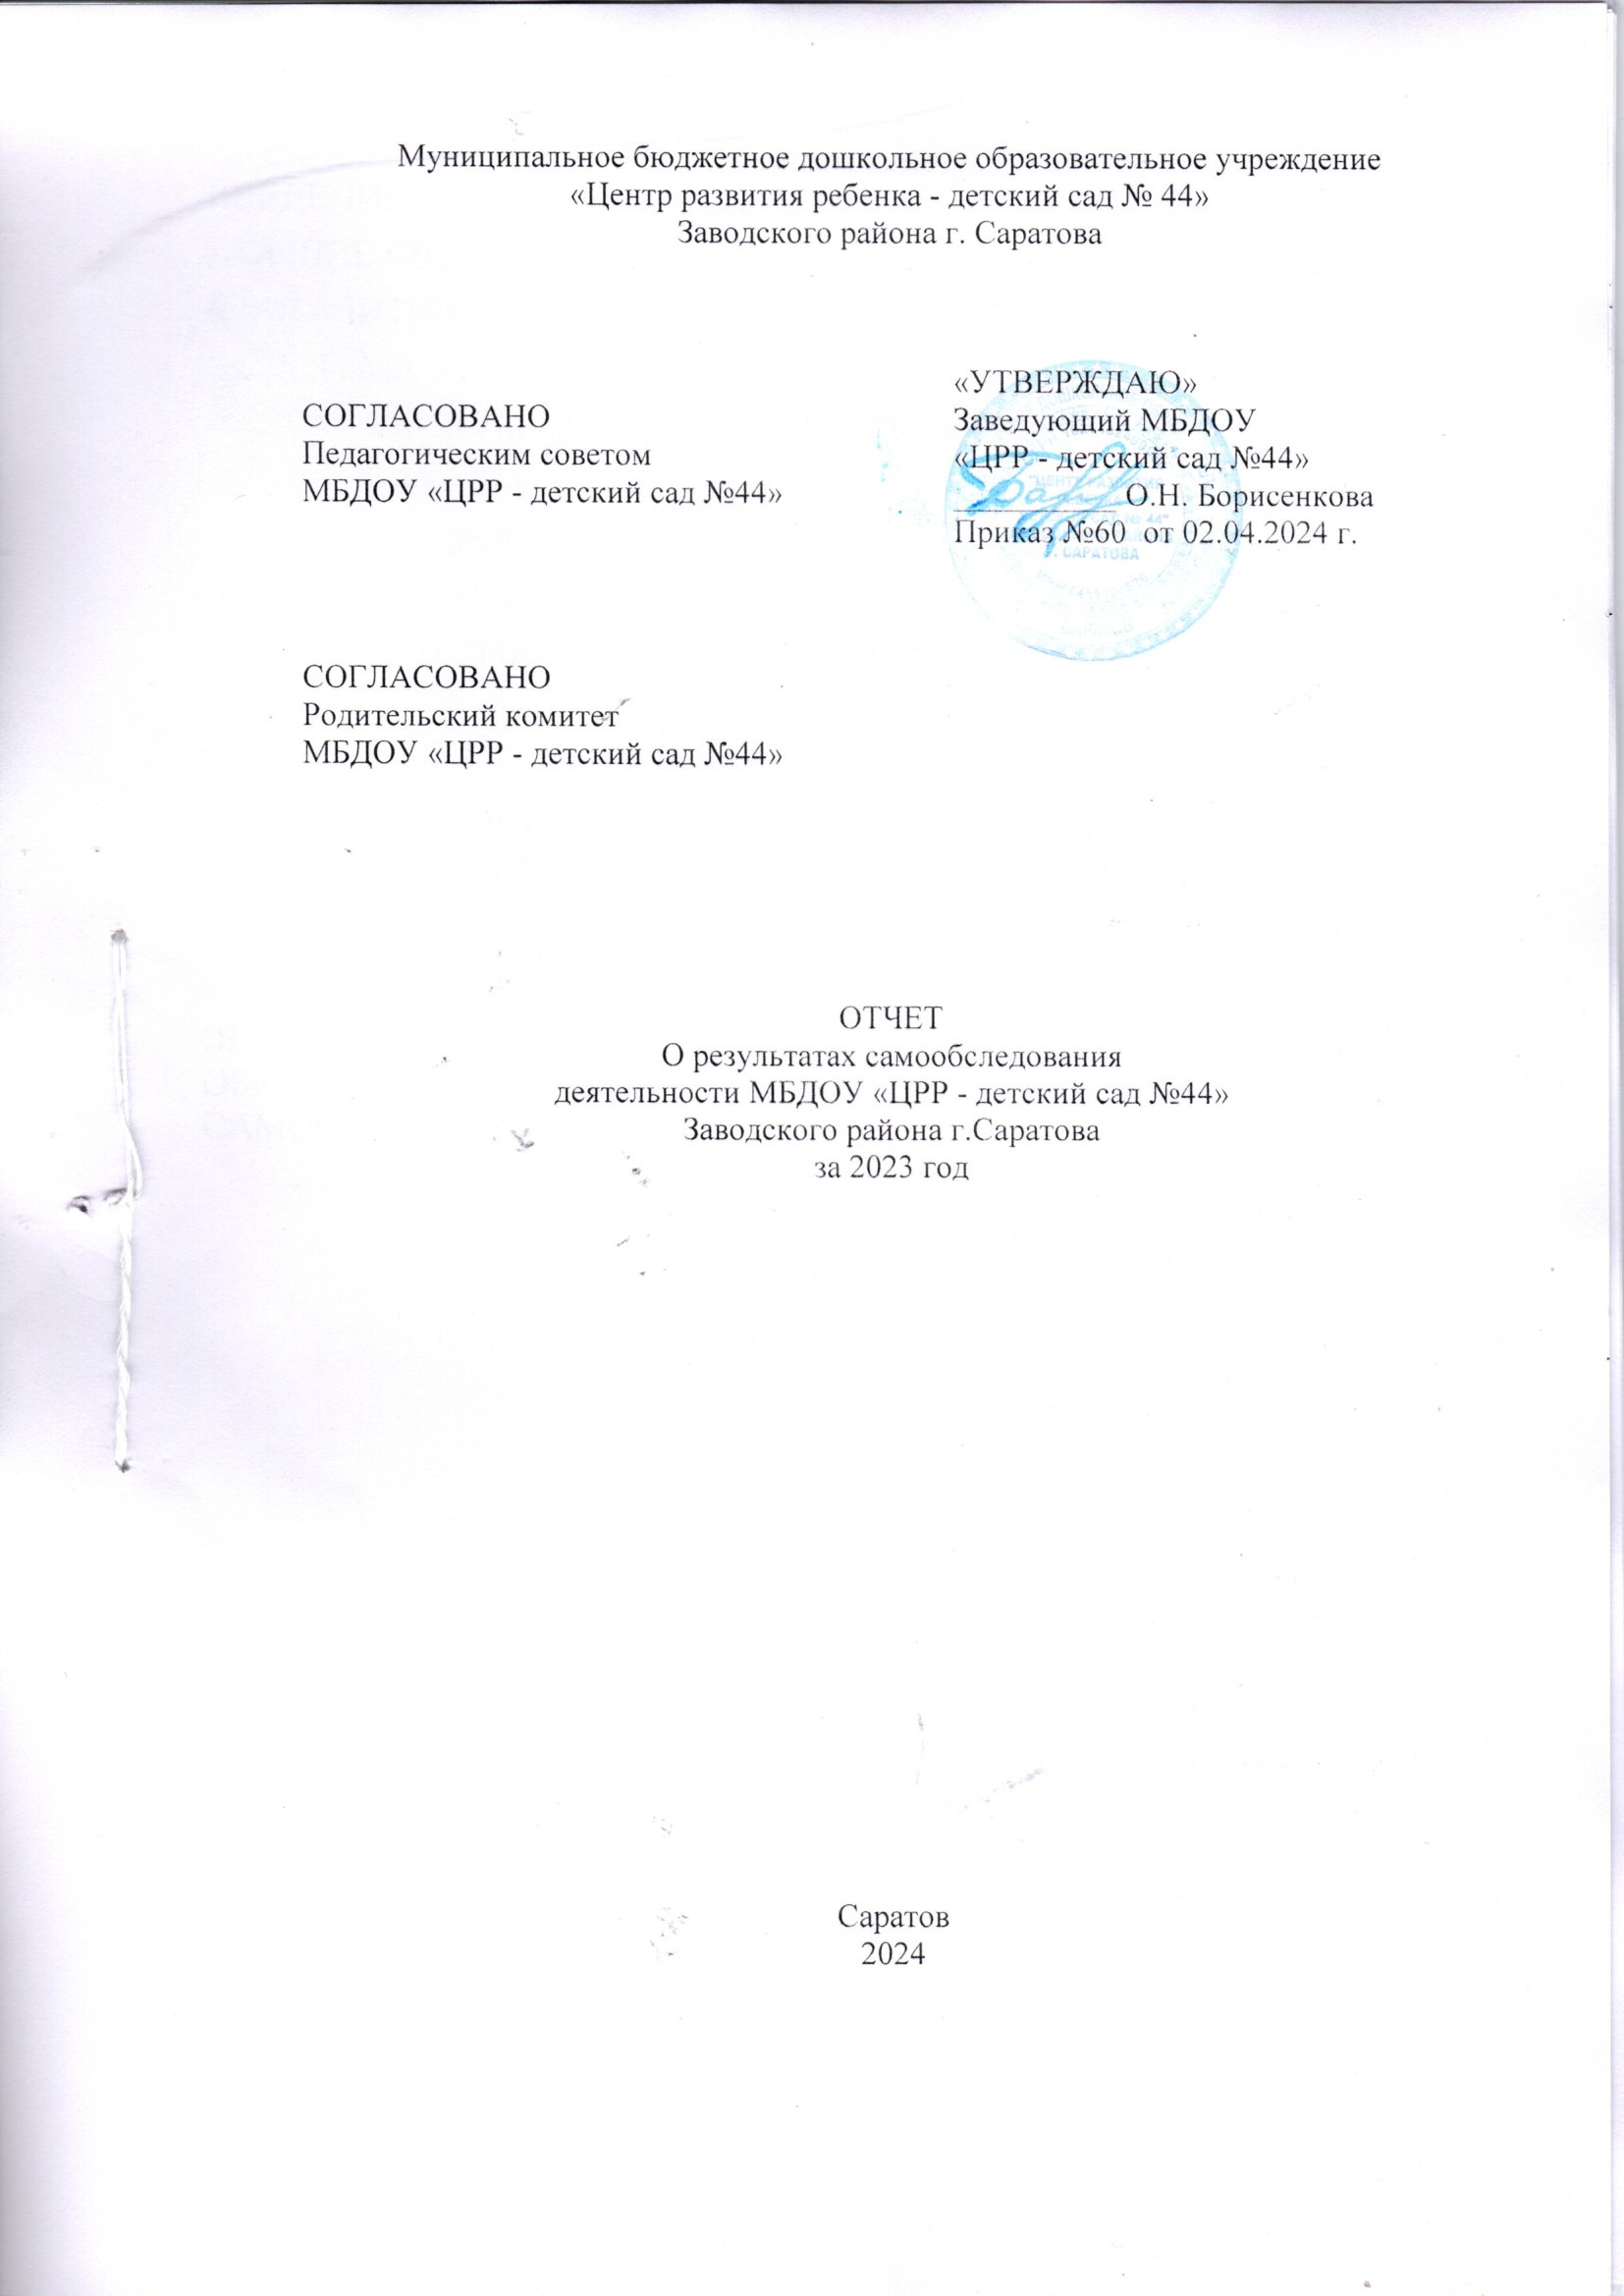 Муниципальное бюджетное дошкольное образовательное учреждение
«Центр развития ребенка - детский сад № 44»
Заводского района г. Саратова
СОГЛАСОВАНО
Педагогическим советом
МБДОУ «ЦРР - детский сад №44»
«УТВЕРЖДАЮ»
Заведующий МБДОУ
«ЦРР - детский сад №44»
____________ О.Н. Борисенкова
Приказ №60 от 02.04.2024 г.
СОГЛАСОВАНО
Родительский комитет
МБДОУ «ЦРР - детский сад №44»
ОТЧЕТ
О результатах самообследования
деятельности МБДОУ «ЦРР - детский сад №44»
Заводского района г.Саратова
за 2023 год
Саратов
2024